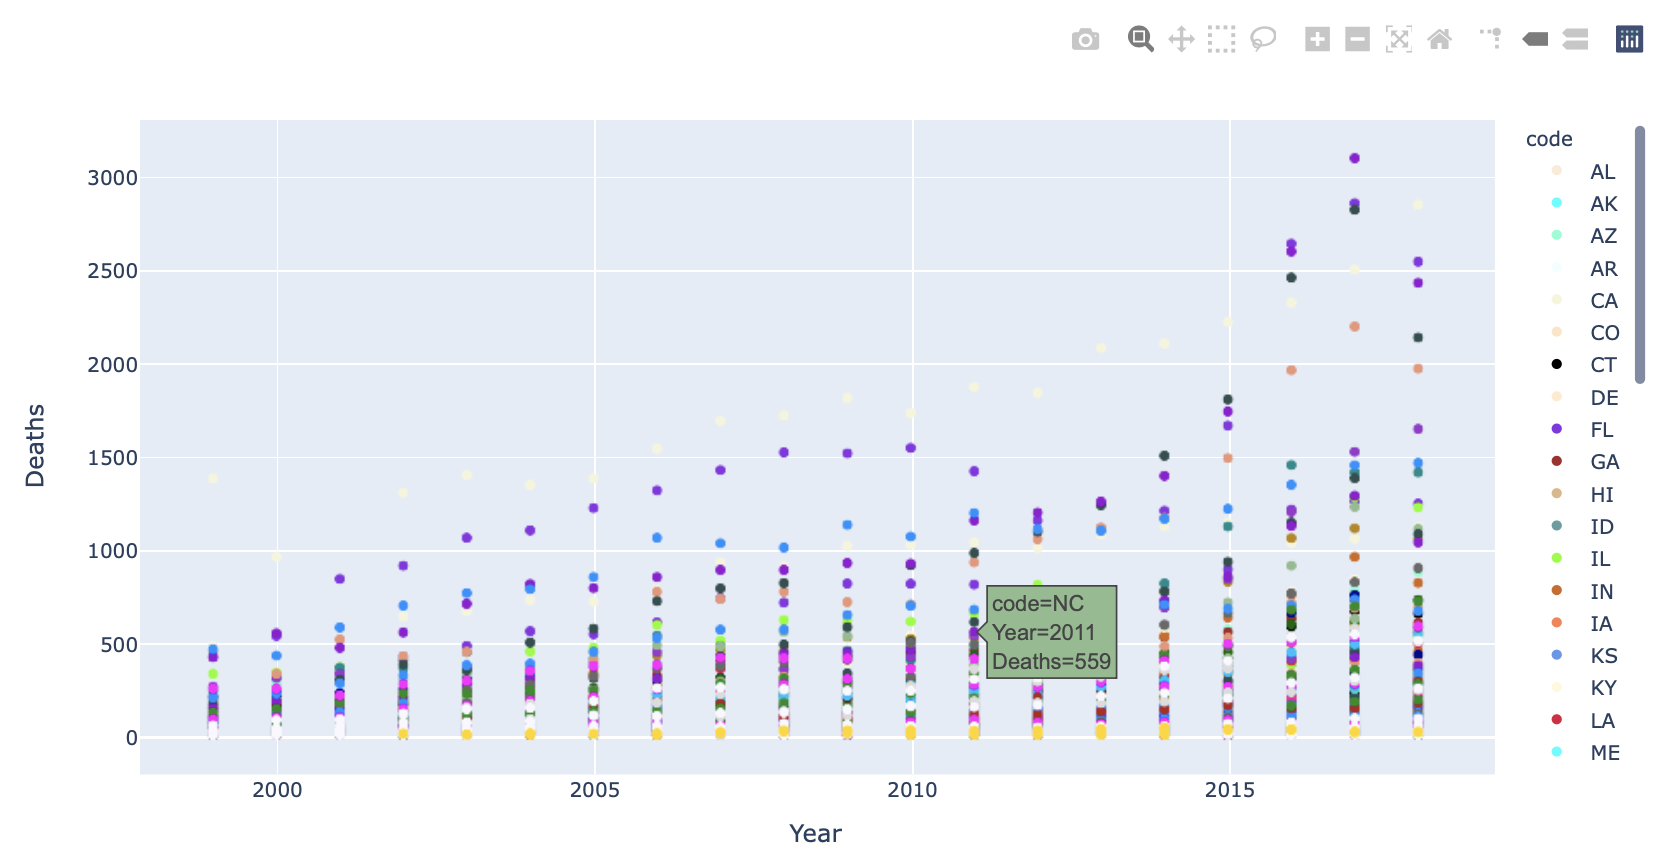 code
AL
AK
AZ
AR
CA
CO
CT
DE
FL
GA
HI
ID
IL
IN
IA
KS
KY
LA
ME
3000
2500
2000
1500
1000
500
0
Deaths
code=NC
Year=2011
Deaths=559
2000 2005 2010 2015
Year